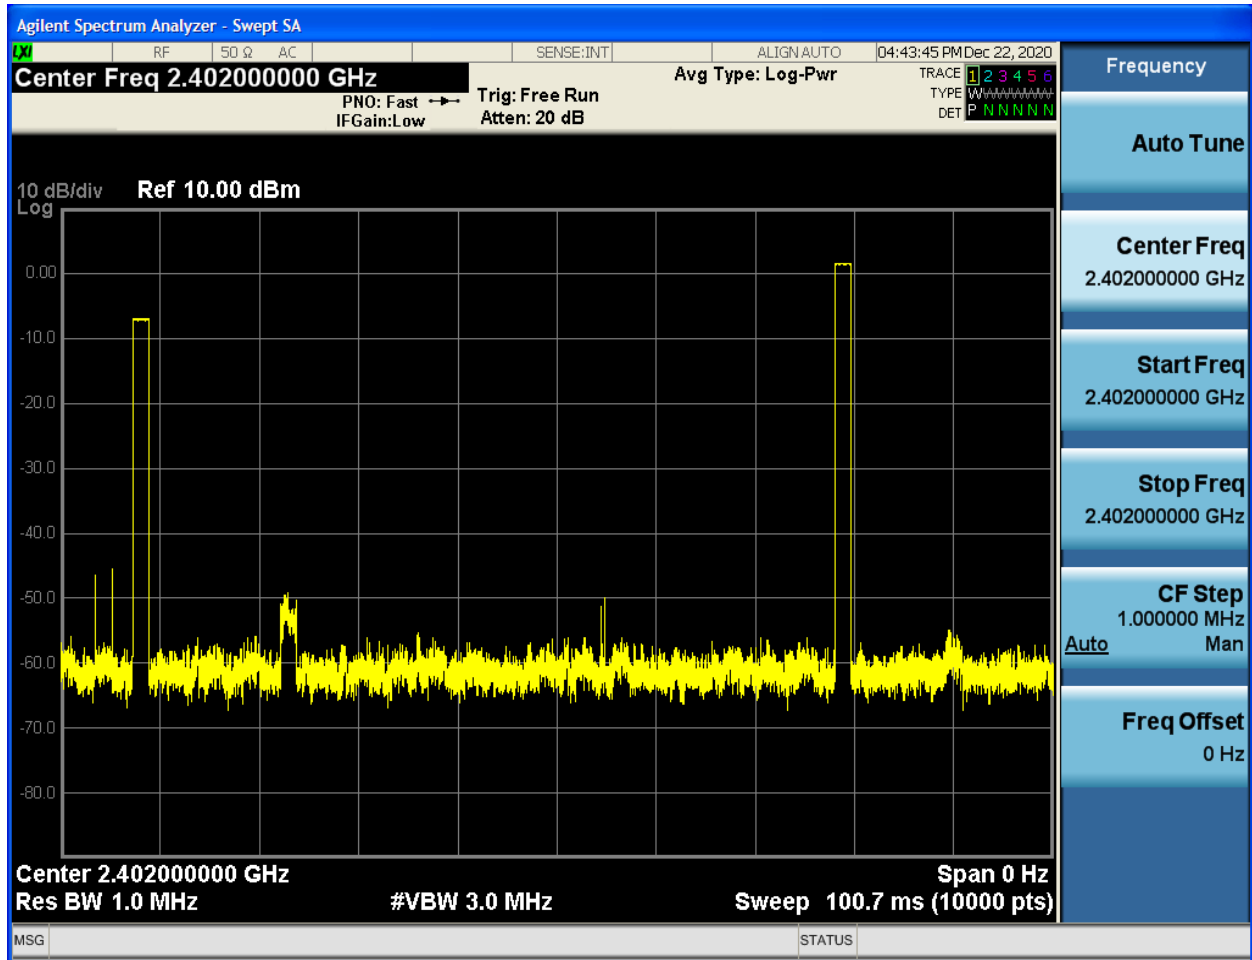 Agilent Spectrum Analyzer - Swept SA
LXI RF 50 Ω AC SENSE:INT ALIGN AUTO 04:43:45 PM Dec 22, 2020
Center Freq 2.402000000 GHz
PNO: Fast
IFGain:Low
Trig: Free Run
Atten: 20 dB
Avg Type: Log-Pwr
TRACE 1 2 3 4 5 6
TYPE WWWWWW
DET P N N N N N
10 dB/div Ref 10.00 dBm
Log
0.00
-10.0
-20.0
-30.0
-40.0
-50.0
-60.0
-70.0
-80.0
Center 2.402000000 GHz Span 0 Hz
Res BW 1.0 MHz #VBW 3.0 MHz Sweep 100.7 ms (10000 pts)
MSG STATUS
Frequency
Auto Tune
Center Freq
2.402000000 GHz
Start Freq
2.402000000 GHz
Stop Freq
2.402000000 GHz
CF Step
1.000000 MHz
Auto Man
Freq Offset
0 Hz